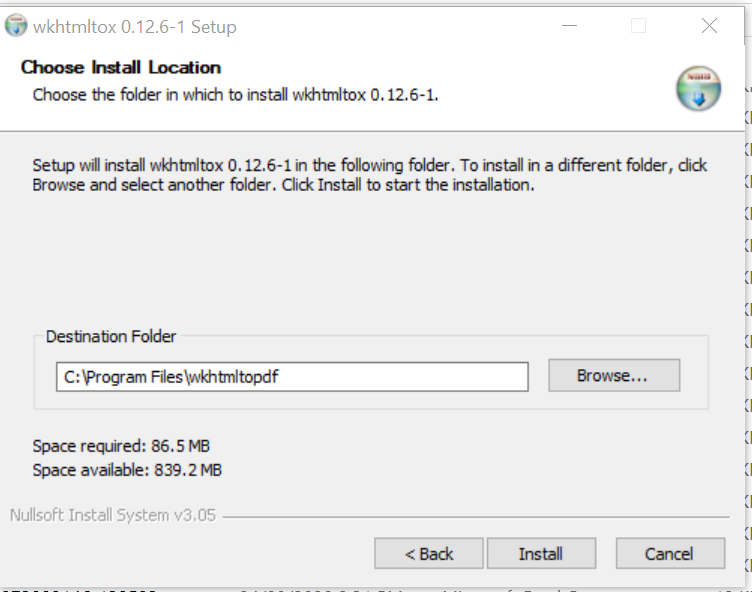 wkhtmltox 0.12.6-1 Setup
Choose Install Location
Choose the folder in which to install wkhtmltox 0.12.6-1.
Setup will install wkhtmltox 0.12.6-1 in the following folder. To install in a different folder, click
Browse and select another folder. Click Install to start the installation.
Destination Folder
C:\Program Files\wkhtmltopdf
Browse...
Space required: 86.5 MB
Space available: 839.2 MB
Nullsoft Install System v3.05
< Back
Install
Cancel